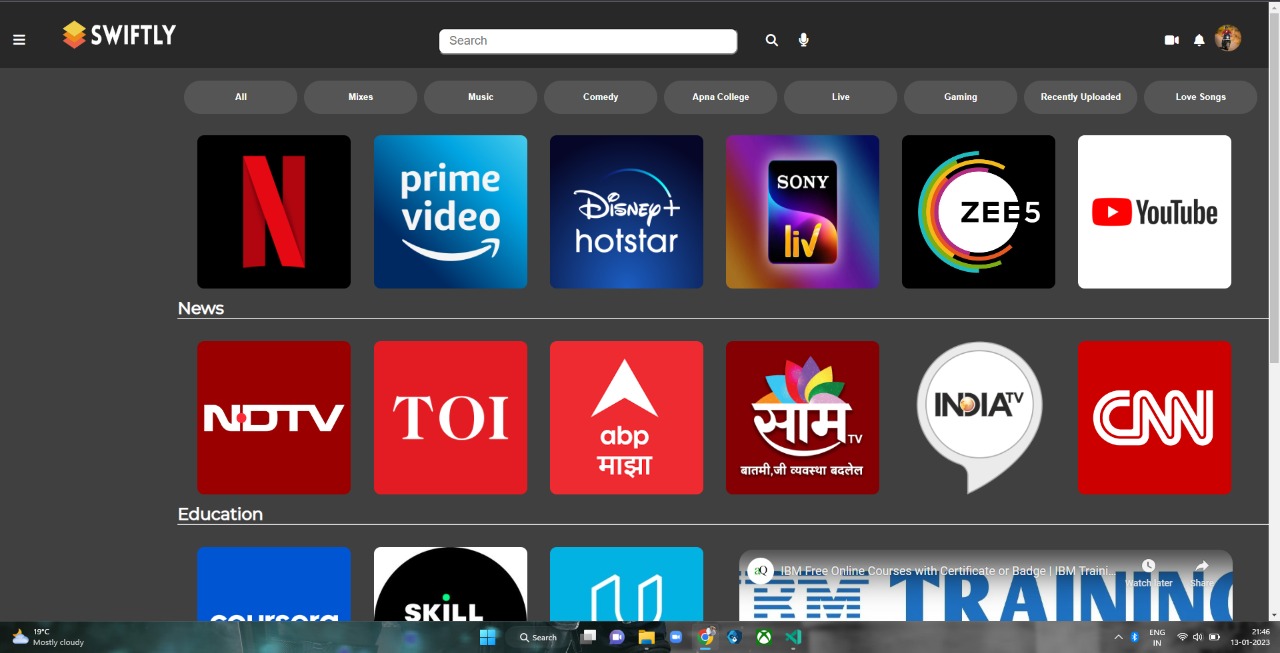 SWIFTLY
Search
All
Mixes
Music
Comedy
Apna College
Live
Gaming
Recently Uploaded
Love Songs
prime
video
Disney+
hotstar
SONY
liv
ZEE5
YouTube
News
NDTV
TOI
abp
माझा
साम
TV
बातमी,जी व्यवस्था बदलेल
INDIA TV
CNN
Education
coursera
SKILL
aQ
IBM Free Online Courses with Certificate or Badge | IBM Traini...
Watch later
Share
IBM TRAINING
19°C
Mostly cloudy
Search
ENG
IN
21:46
13-01-2023